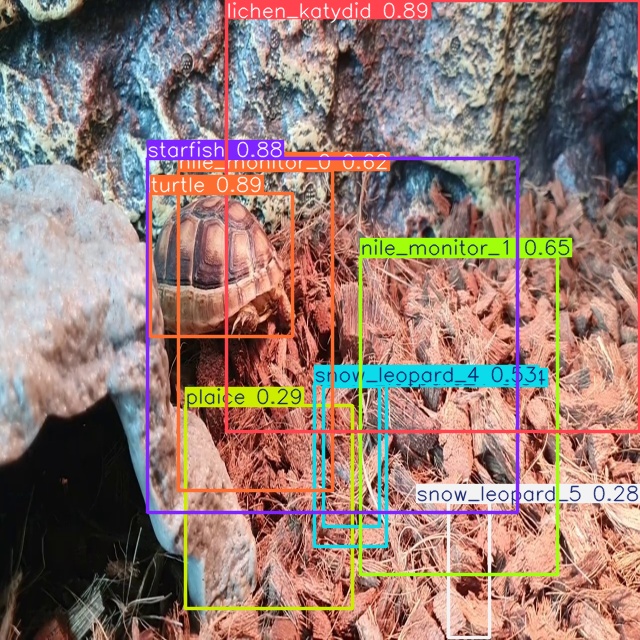 lichen_katydid 0.89
starfish 0.88
nile_monitor_0 0.62
turtle 0.89
nile_monitor_1 0.65
snow_leopard_4 0.53
plaice 0.29
snow_leopard_5 0.28